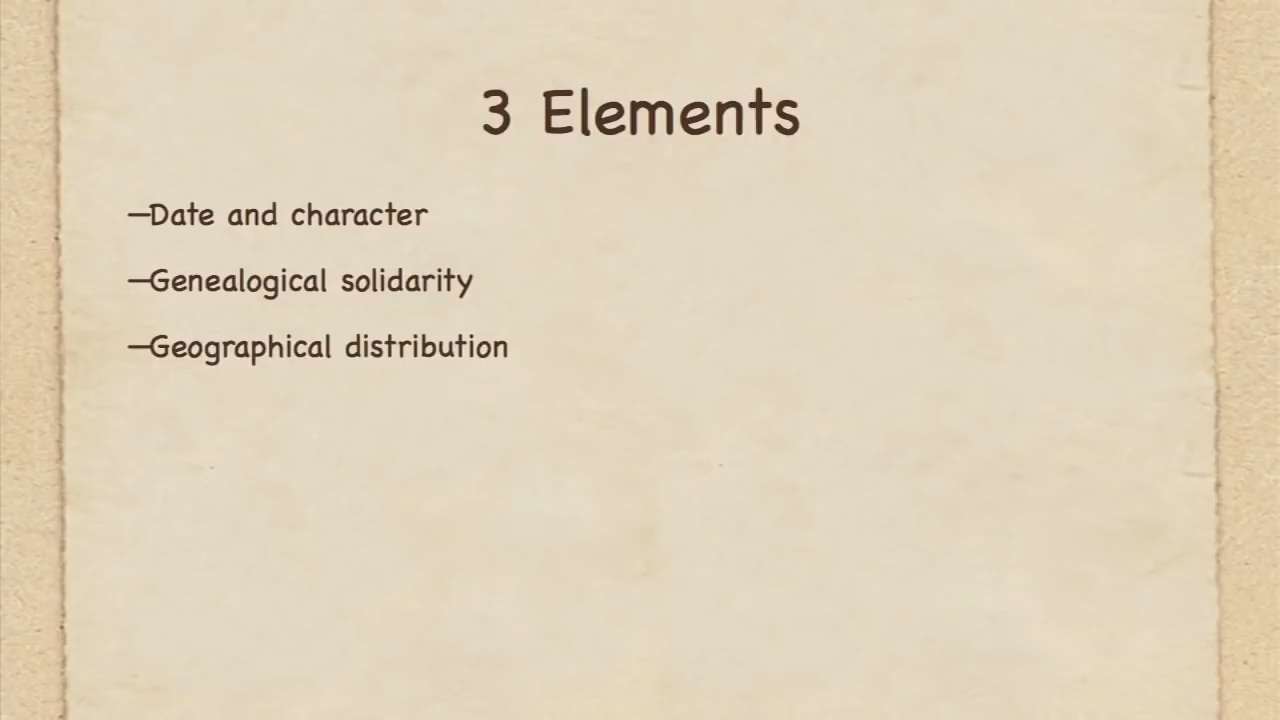 3 Elements
—Date and character
—Genealogical solidarity
—Geographical distribution